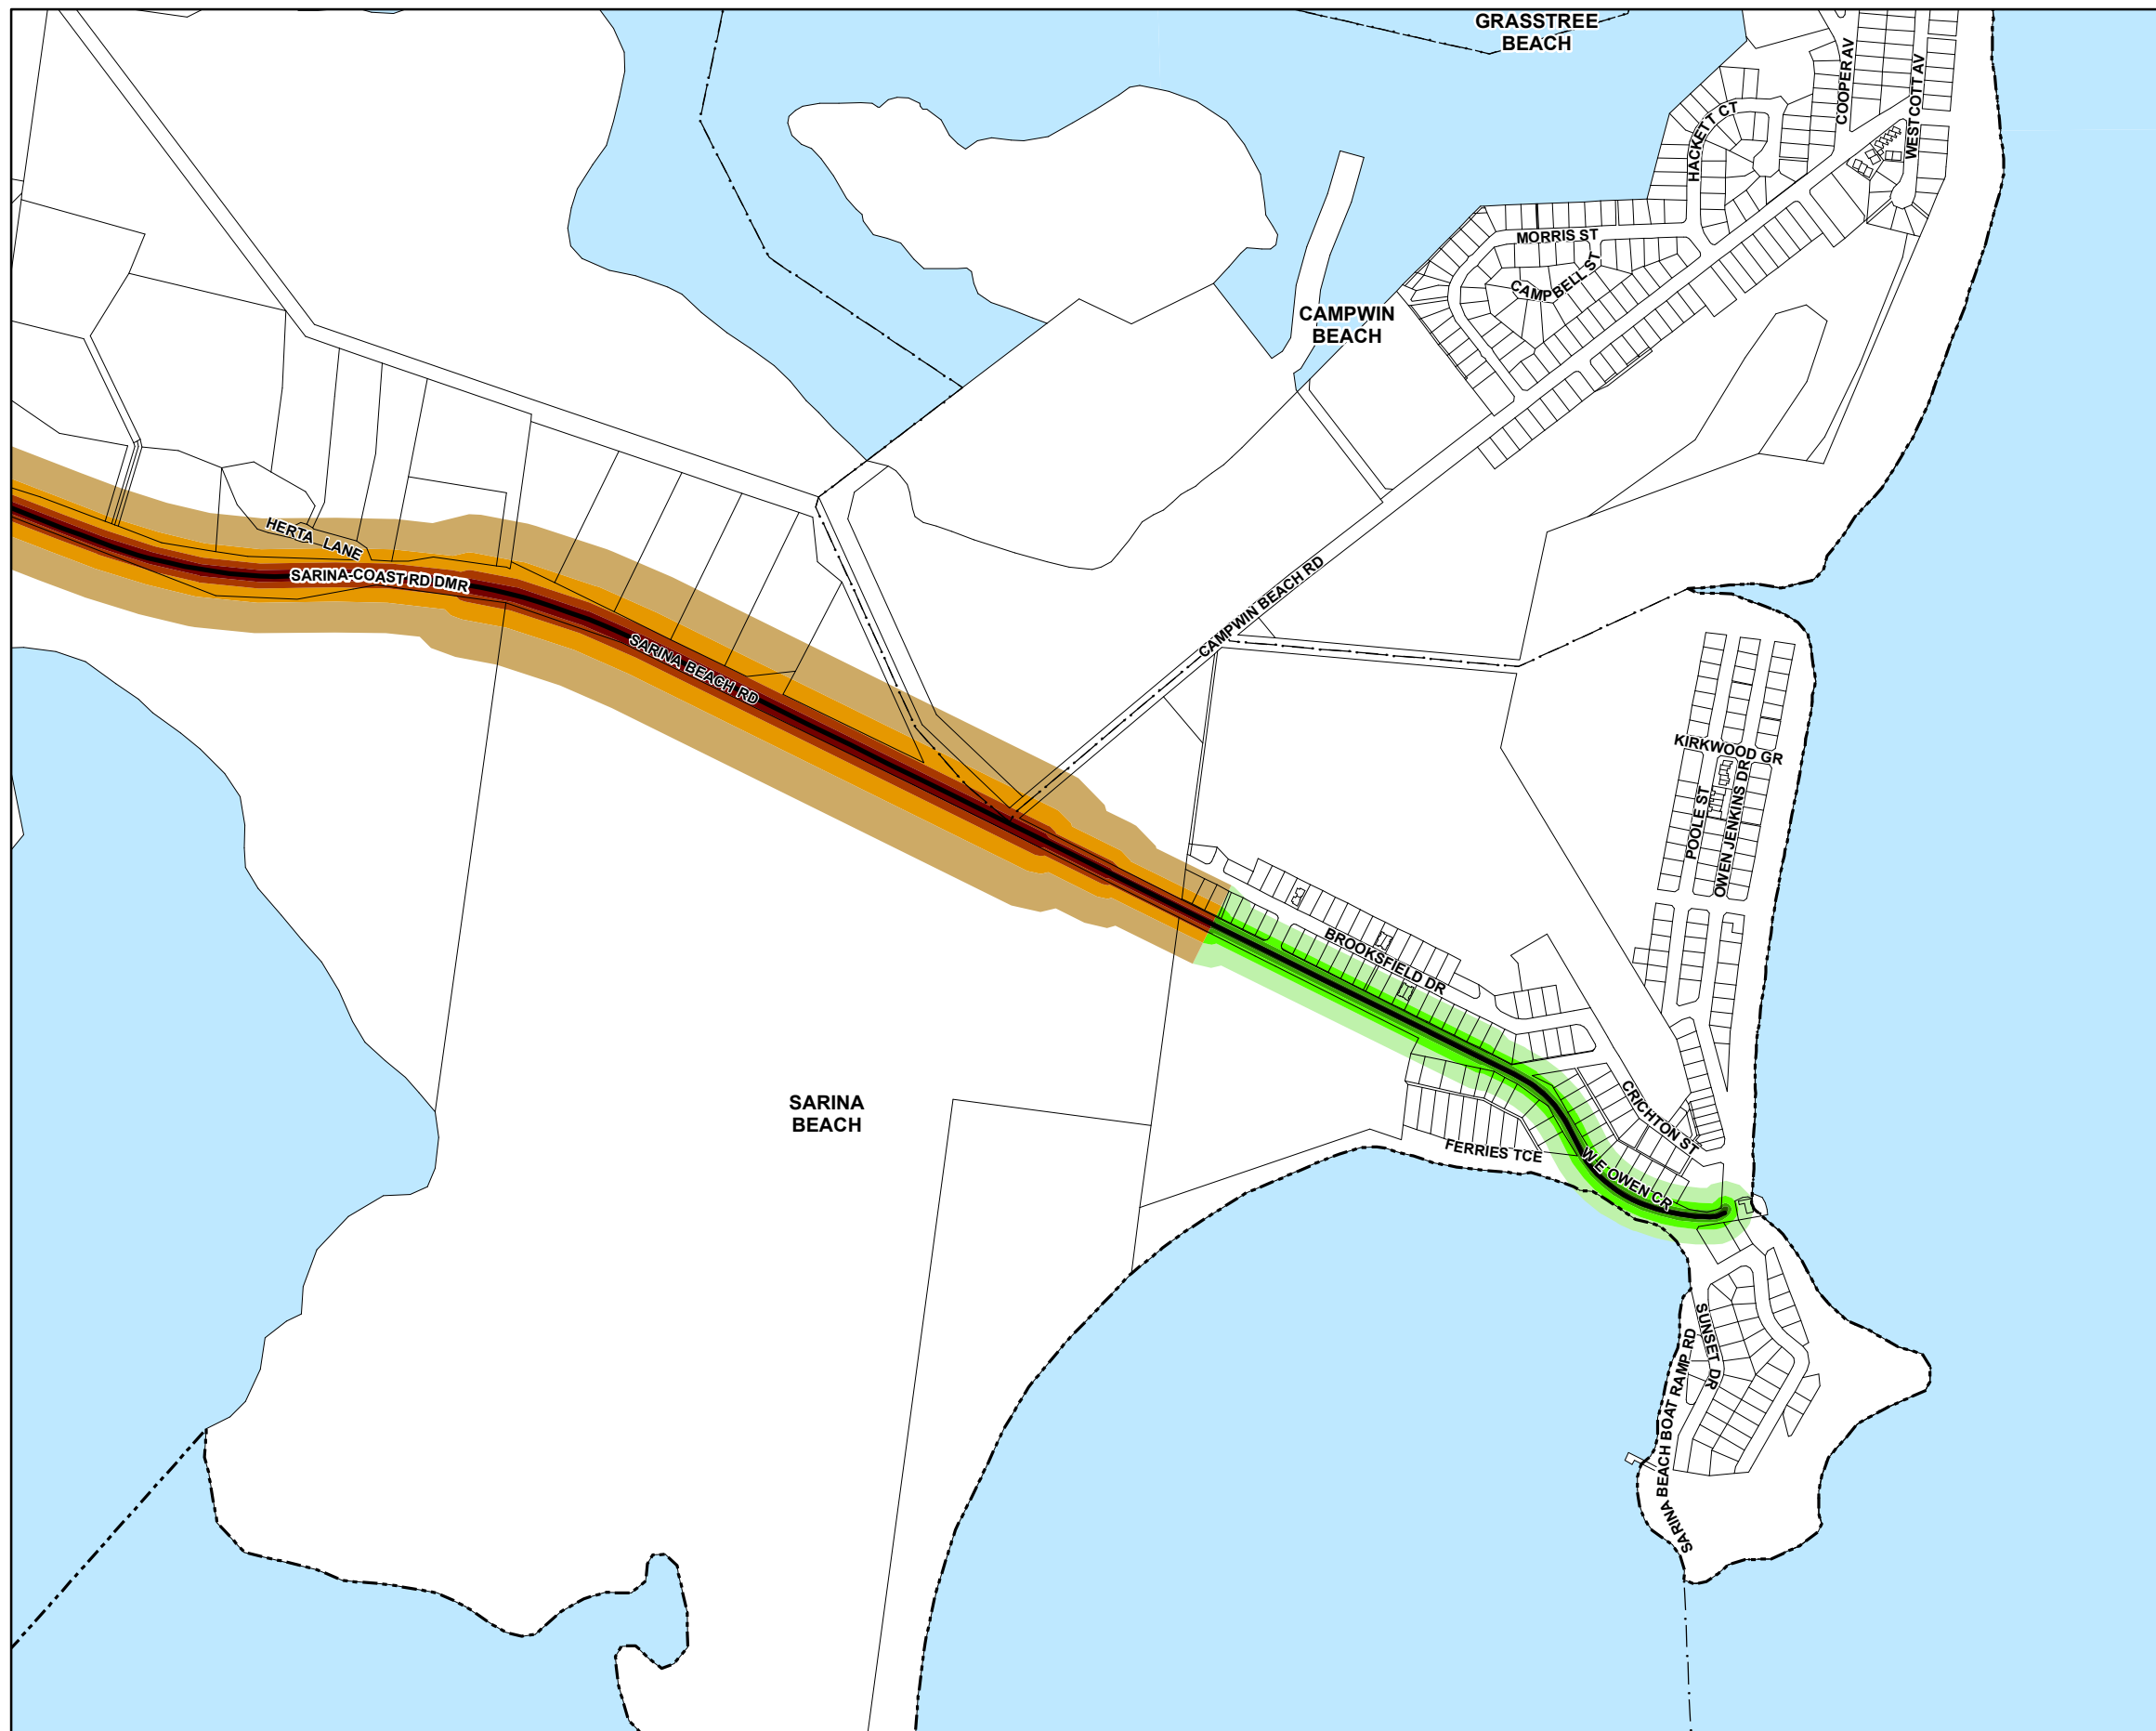 GRASSTREE
BEACH
COOPER AV
WESTCOTT AV
HACKETT CT
MORRIS ST
CAMPBELL ST
CAMPWIN
BEACH
HERTA LANE
SARINA-COAST RD DMR
CAMPWIN BEACH RD
SARINA BEACH RD
KIRKWOOD GR
POOLE ST
OWEN JENKINS DR
BROOKSFIELD DR
SARINA
BEACH
CRICHTON ST
FERRIES TCE
W E OWEN CR
SUNSET DR
SARINA BEACH BOAT RAMP RD